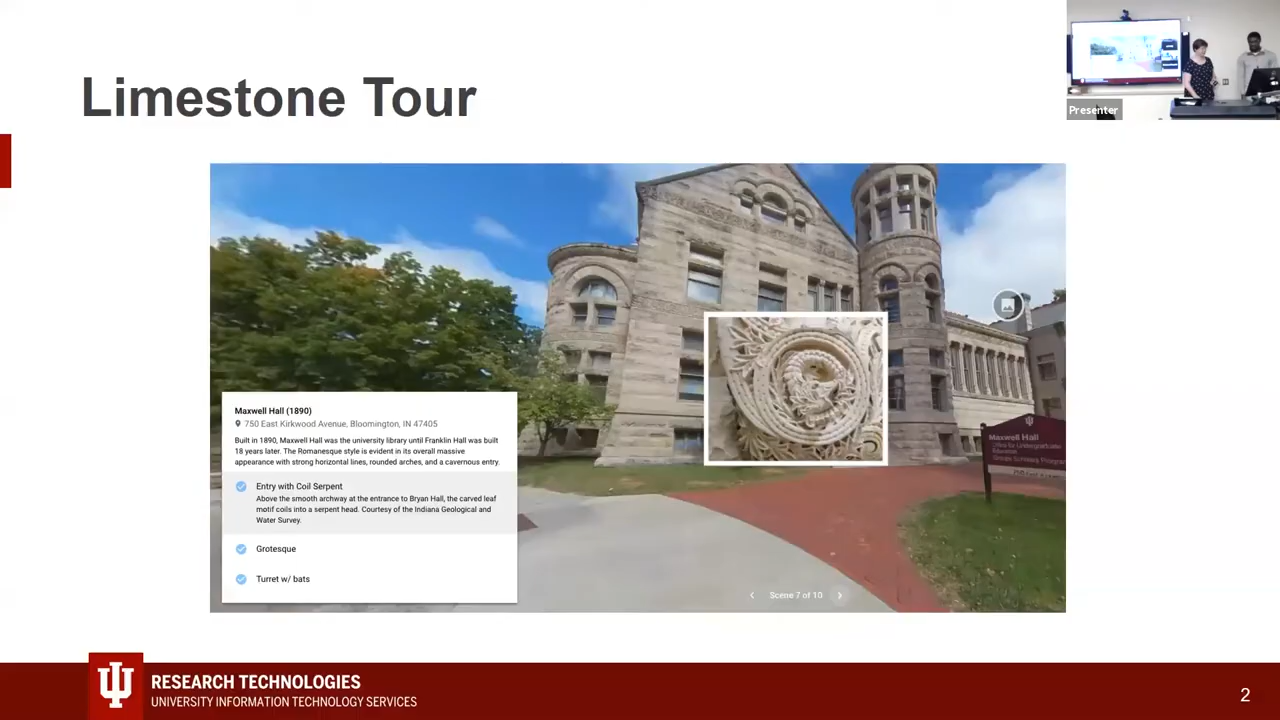 Limestone Tour
Presenter
Maxwell Hall (1890)
750 East Kirkwood Avenue, Bloomington, IN 47405
Built in 1890, Maxwell Hall was the university library until Franklin Hall was built
18 years later. The Romanesque style is evident in its overall massive
appearance with strong horizontal lines, rounded arches, and a cavernous entry.
Entry with Coil Serpent
Above the smooth archway at the entrance to Bryan Hall, the carved leaf
motif coils into a serpent head. Courtesy of the Indiana Geological and
Water Survey.
Grotesque
Turret w/ bats
Maxwell Hall
Office for Undergraduate
Education
Scene 7 of 10
RESEARCH TECHNOLOGIES
UNIVERSITY INFORMATION TECHNOLOGY SERVICES
2